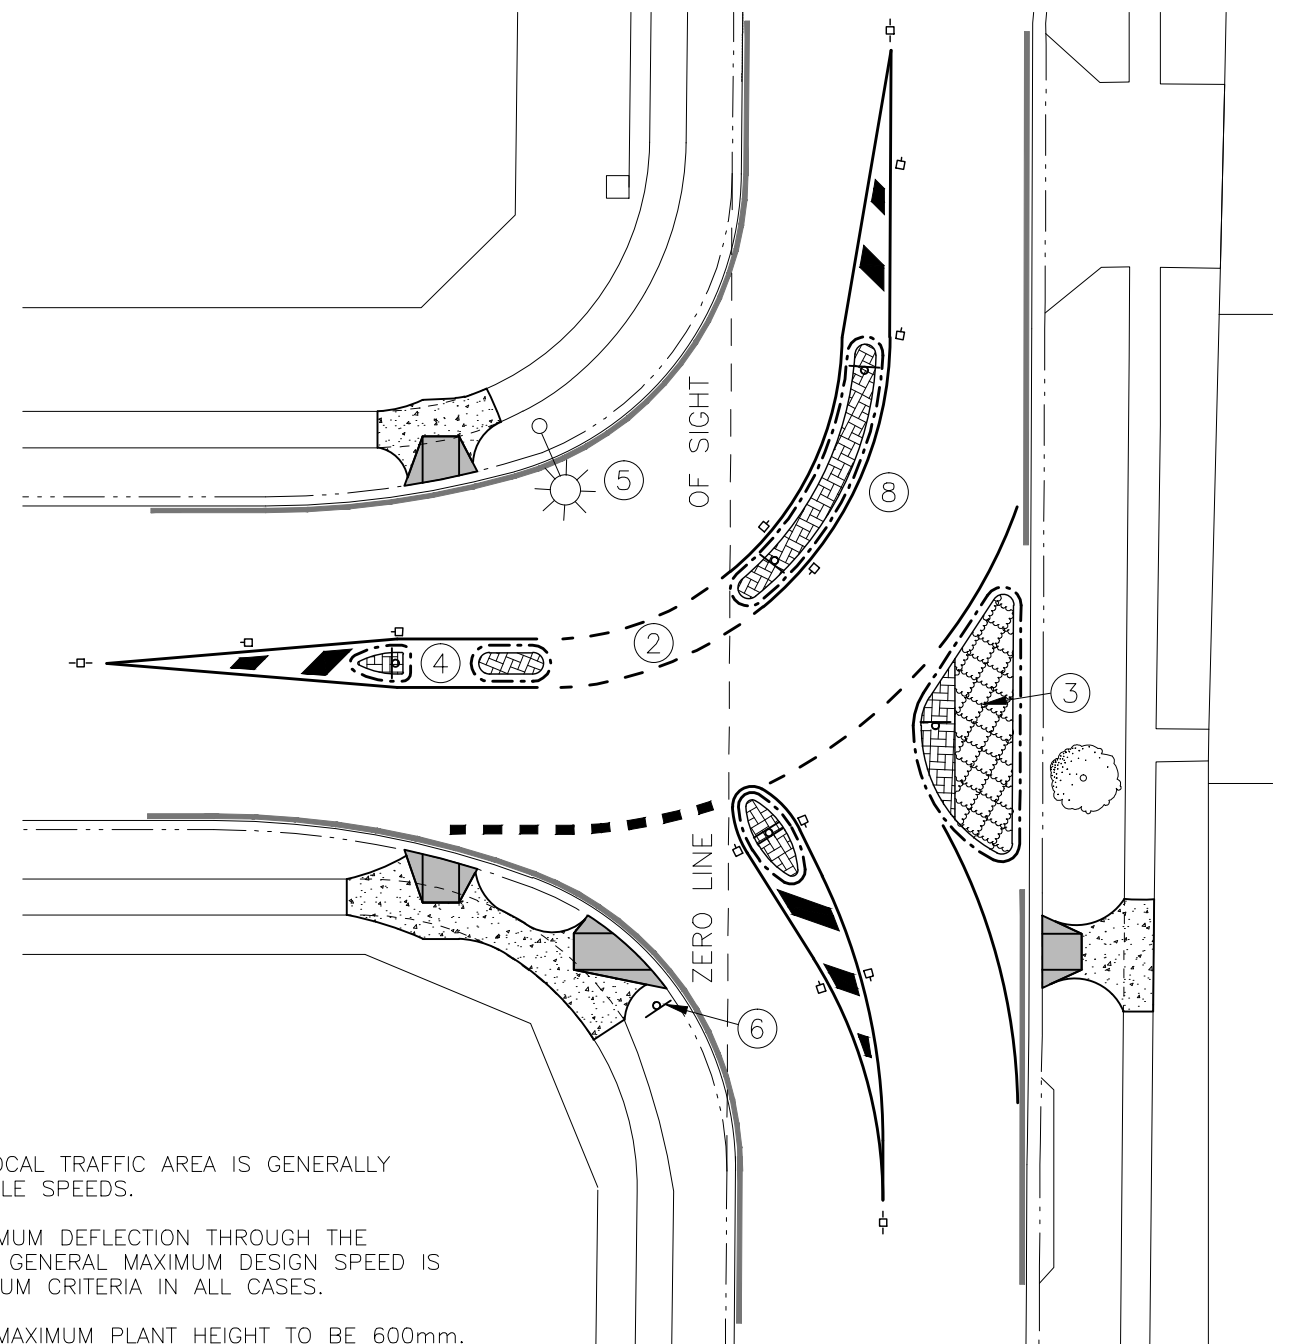 OF SIGHT
5
8
2
4
3
ZERO LINE
6
OCAL TRAFFIC AREA IS GENERALLY
LE SPEEDS.
MUM DEFLECTION THROUGH THE
GENERAL MAXIMUM DESIGN SPEED IS
UM CRITERIA IN ALL CASES.
MAXIMUM PLANT HEIGHT TO BE 600mm.